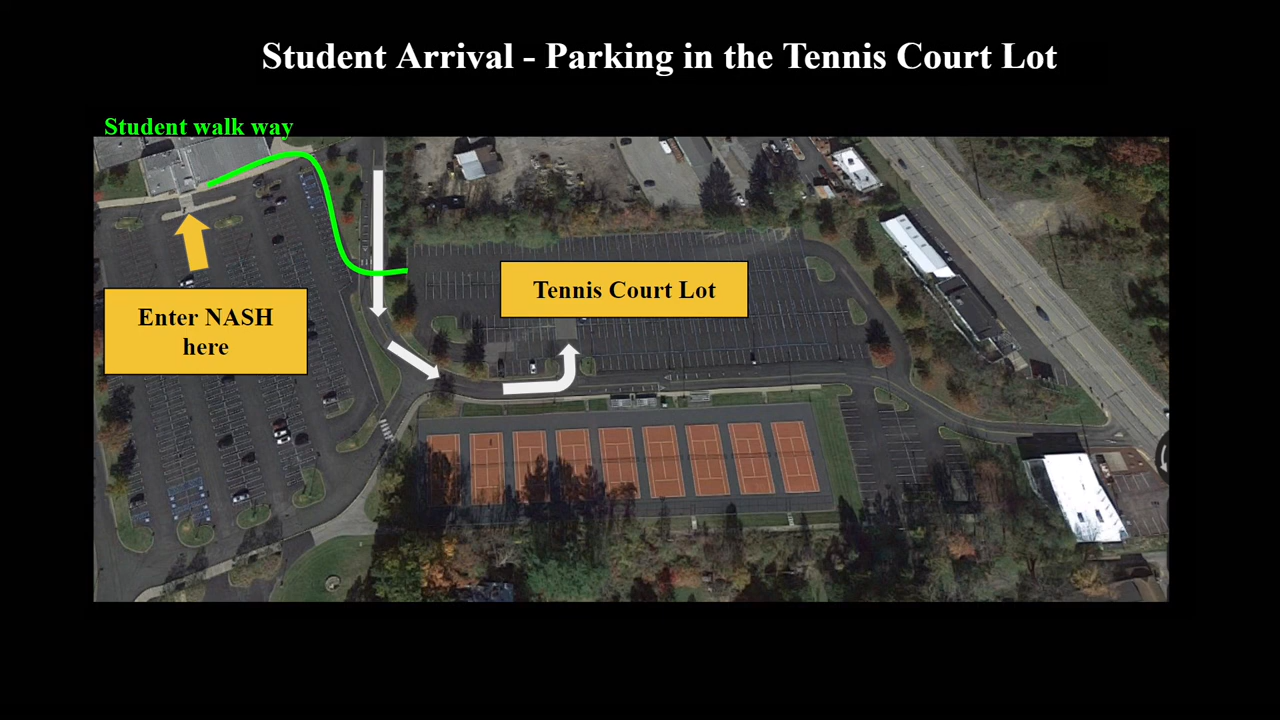 Student Arrival - Parking in the Tennis Court Lot
Student walk way
Tennis Court Lot
Enter NASH
here